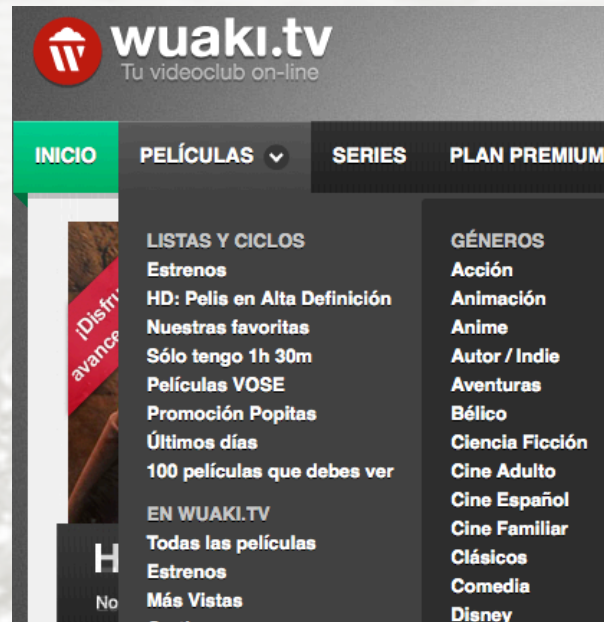 wuaki.tv
Tu videoclub on-line
INICIO PELÍCULAS SERIES PLAN PREMIUM
¡Disfru
avance
LISTAS Y CICLOS
Estrenos
HD: Pelis en Alta Definición
Nuestras favoritas
Sólo tengo 1h 30m
Películas VOSE
Promoción Popitas
Últimos días
100 películas que debes ver
EN WUAKI.TV
Todas las películas
Estrenos
Más Vistas
GÉNEROS
Acción
Animación
Anime
Autor / Indie
Aventuras
Bélico
Ciencia Ficción
Cine Adulto
Cine Español
Cine Familiar
Clásicos
Comedia
Disney
H
No